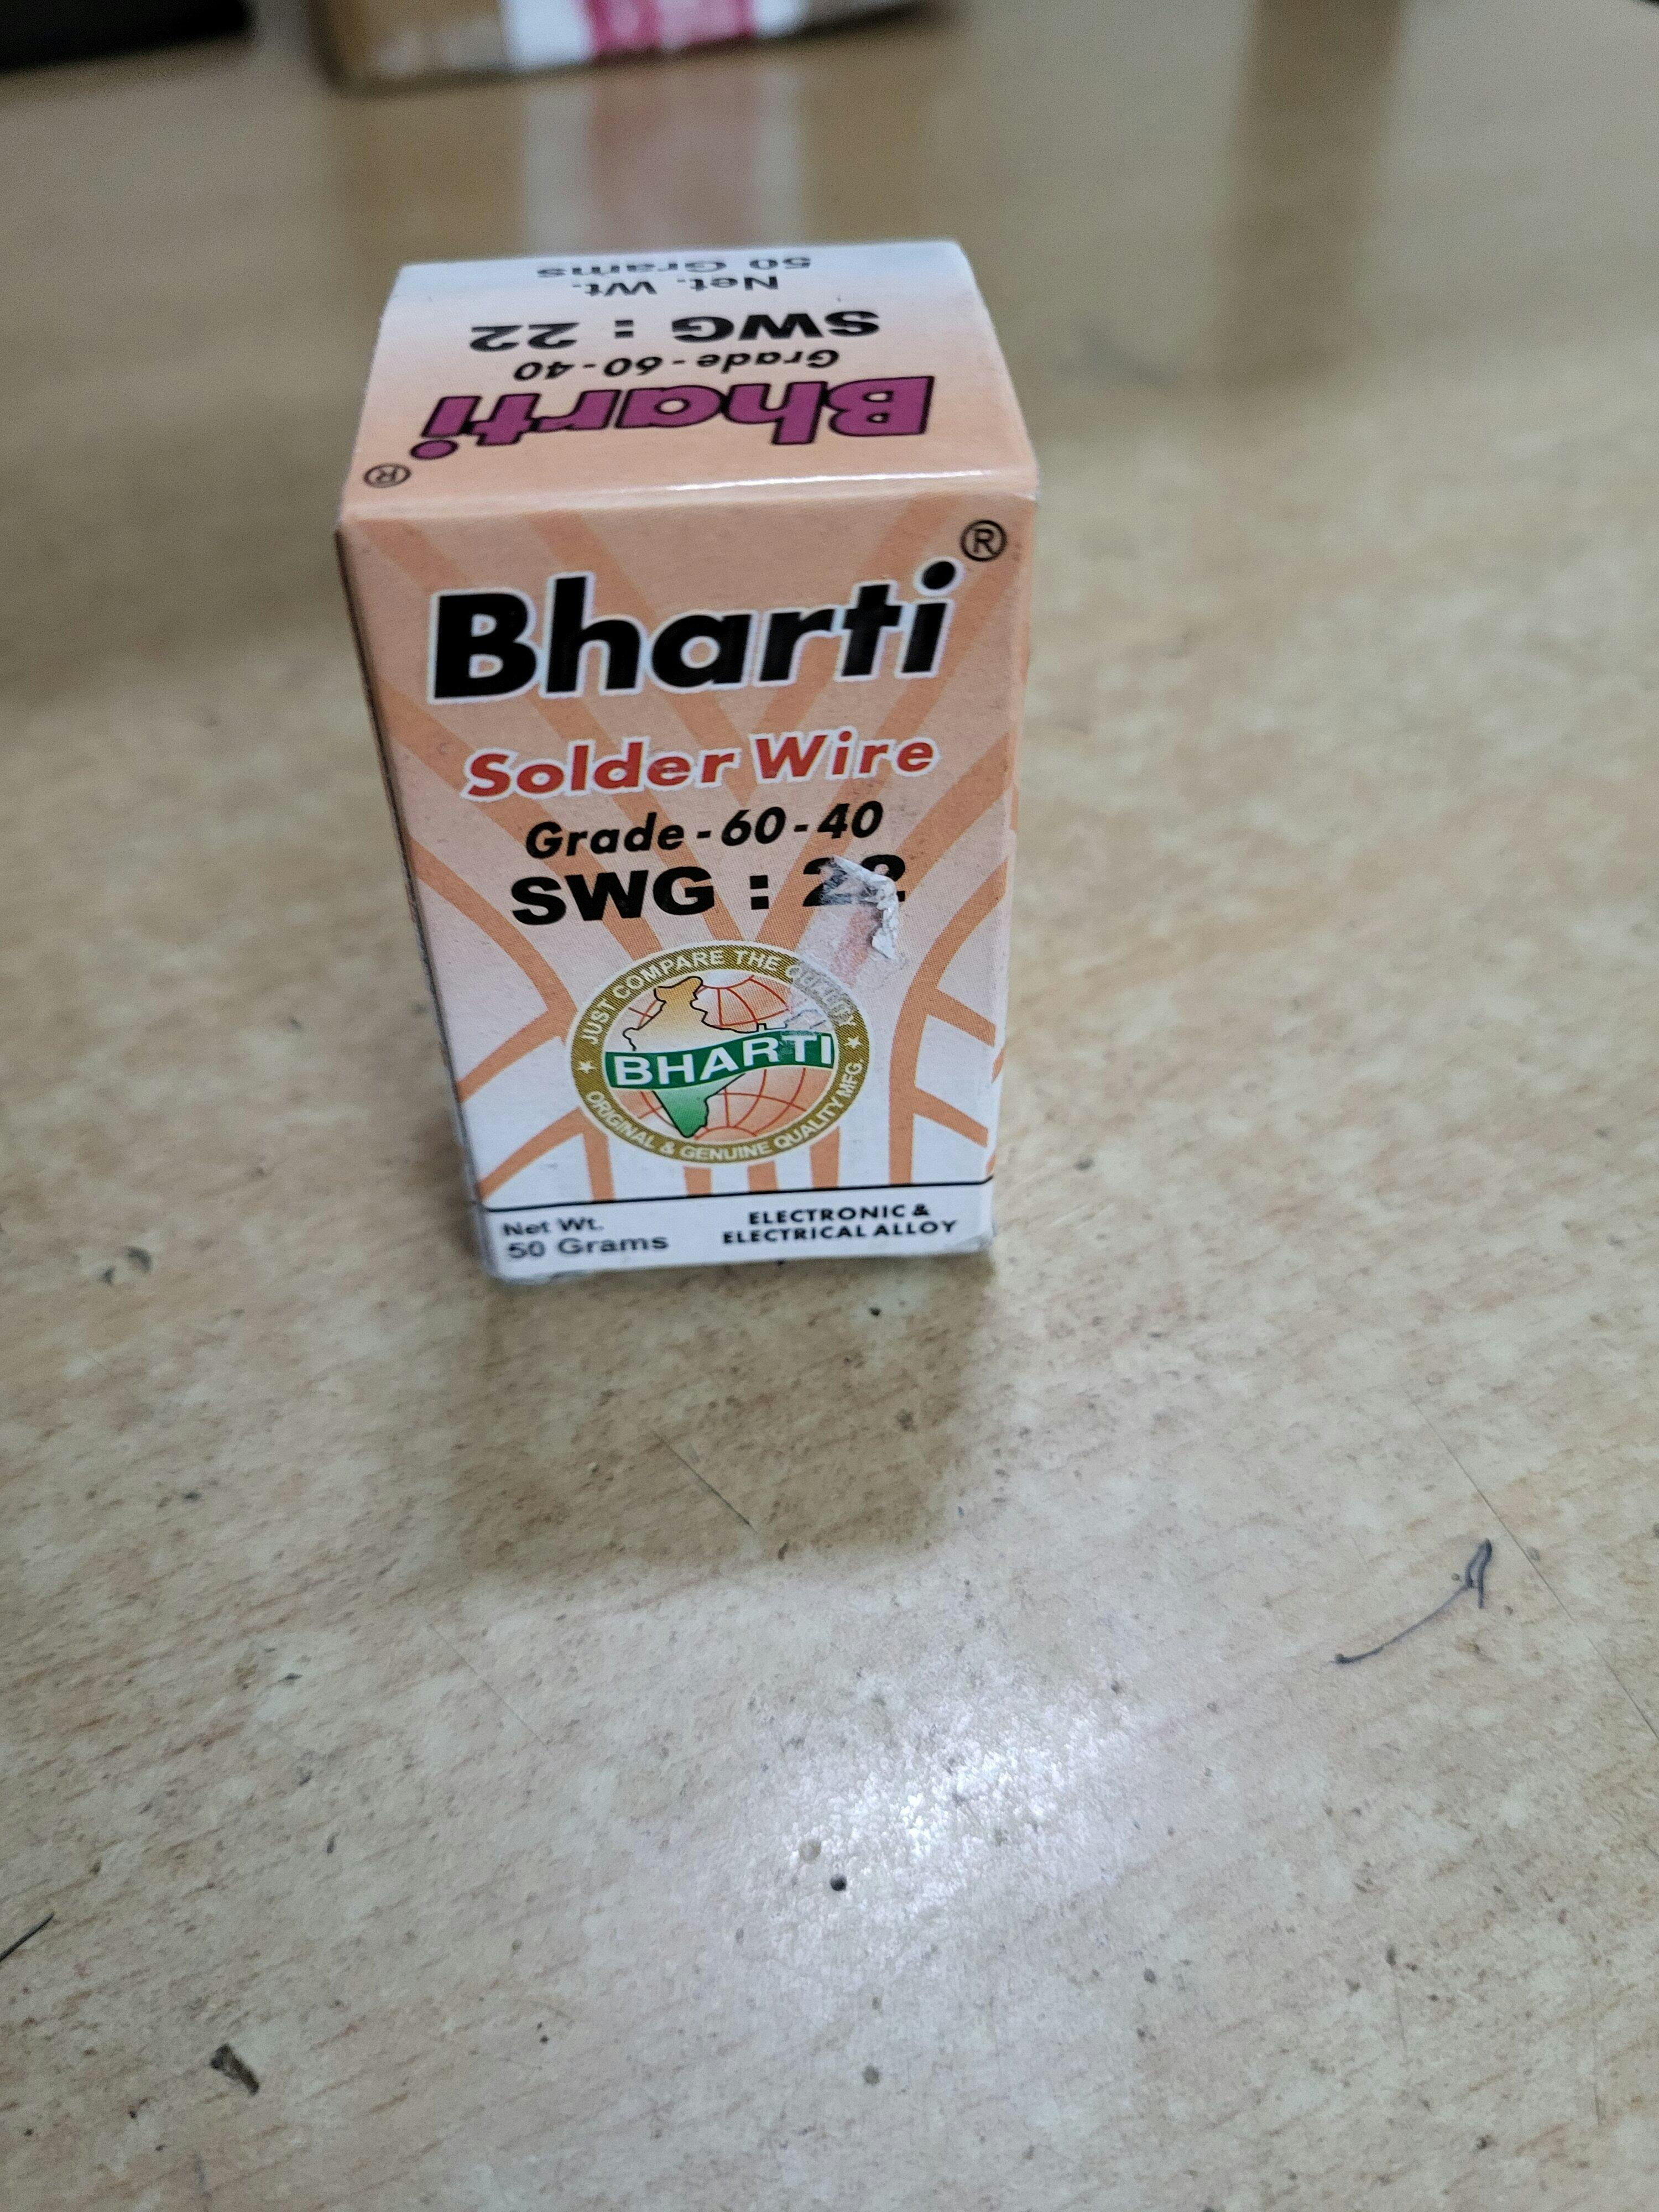 Bharti®
Grade-60-40
SWG : 22
Net. Wt.
50 Grams
Bharti®
Solder Wire
Grade-60-40
SWG : 22
JUST COMPARE THE QUALITY
BHARTI
ORIGINAL & GENUINE QUALITY MFG.
Net Wt.
50 Grams
ELECTRONIC &
ELECTRICAL ALLOY